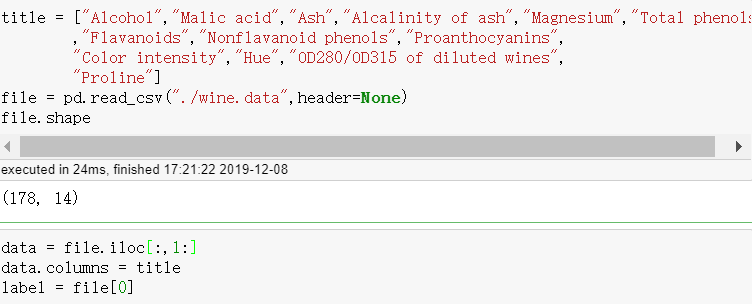 title = ["Alcohol","Malic acid","Ash","Alcalinity of ash","Magnesium","Total phenols
,"Flavanoids","Nonflavanoid phenols","Proanthocyanins",
"Color intensity","Hue","OD280/OD315 of diluted wines",
"Proline"]
file = pd.read_csv("./wine.data",header=None)
file.shape
executed in 24ms, finished 17:21:22 2019-12-08
(178, 14)
data = file.iloc[:,1:]
data.columns = title
label = file[0]